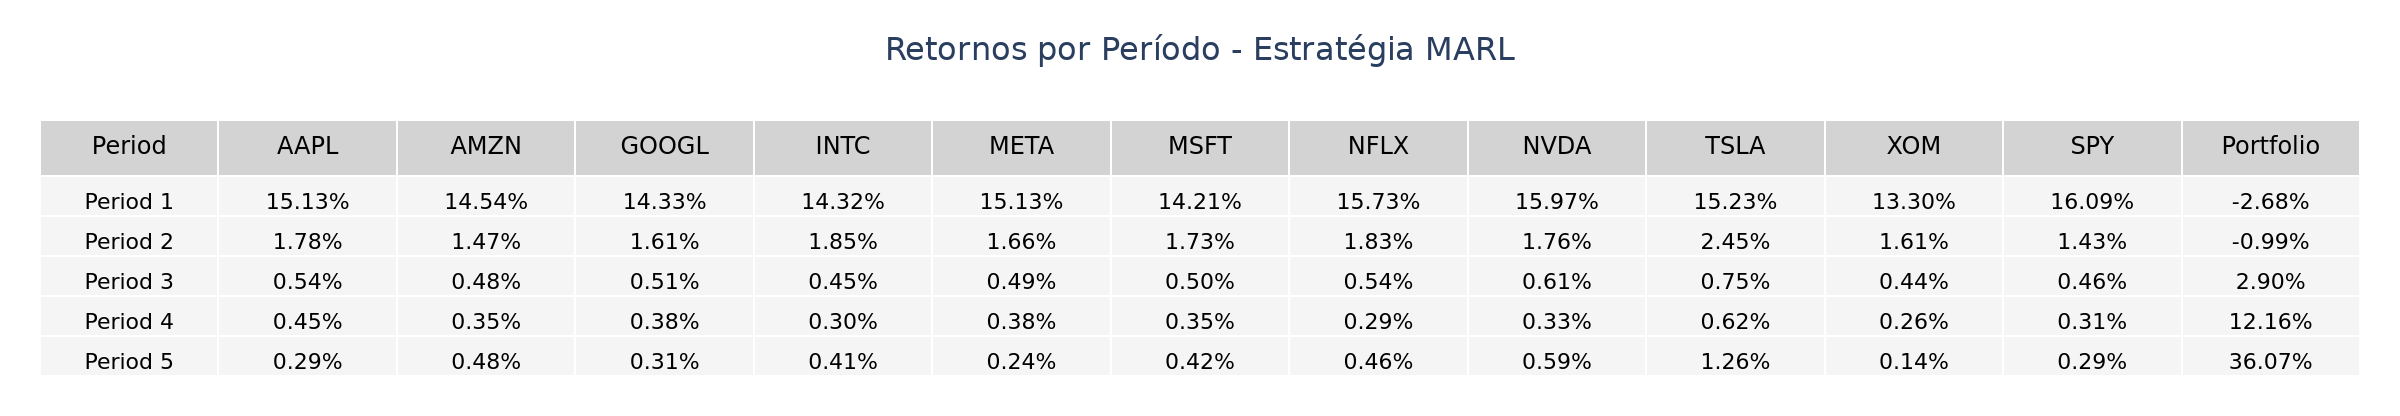 Retornos por Período - Estratégia MARL
Period AAPL AMZN GOOGL INTC META MSFT NFLX NVDA TSLA XOM SPY Portfolio
Period 1 15.13% 14.54% 14.33% 14.32% 15.13% 14.21% 15.73% 15.97% 15.23% 13.30% 16.09% -2.68%
Period 2 1.78% 1.47% 1.61% 1.85% 1.66% 1.73% 1.83% 1.76% 2.45% 1.61% 1.43% -0.99%
Period 3 0.54% 0.48% 0.51% 0.45% 0.49% 0.50% 0.54% 0.61% 0.75% 0.44% 0.46% 2.90%
Period 4 0.45% 0.35% 0.38% 0.30% 0.38% 0.35% 0.29% 0.33% 0.62% 0.26% 0.31% 12.16%
Period 5 0.29% 0.48% 0.31% 0.41% 0.24% 0.42% 0.46% 0.59% 1.26% 0.14% 0.29% 36.07%